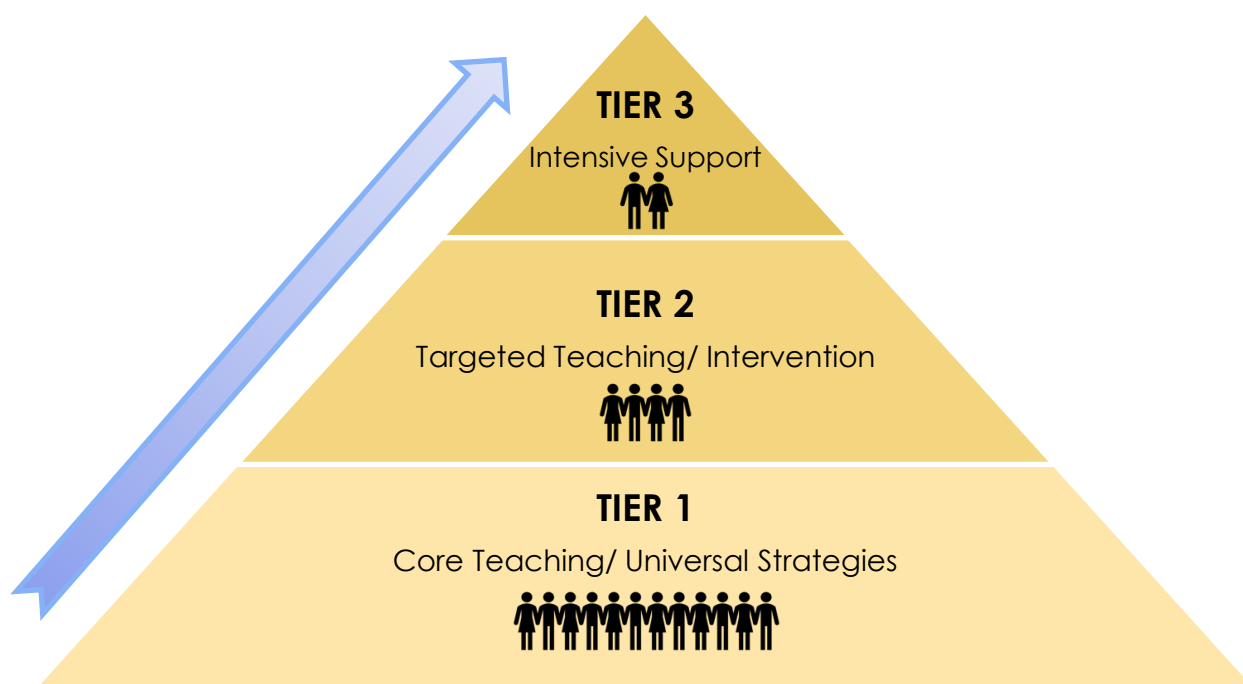 TIER 3
Intensive Support
TIER 2
Targeted Teaching/ Intervention
TIER 1
Core Teaching/ Universal Strategies